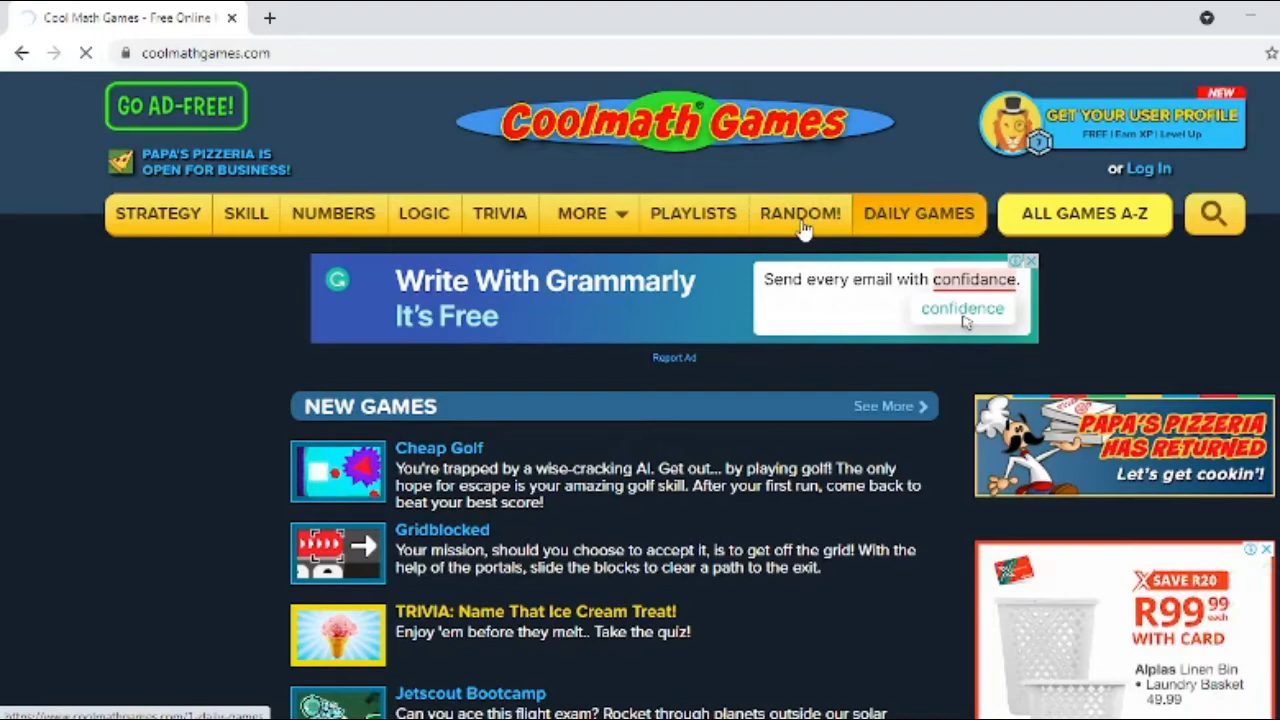 Cool Math Games - Free Online
coolmathgames.com
GO AD-FREE!
Coolmath® Games
NEW
GET YOUR USER PROFILE
FREE | Earn XP | Level Up
PAPA'S PIZZERIA IS
OPEN FOR BUSINESS!
or Log In
STRATEGY SKILL NUMBERS LOGIC TRIVIA MORE PLAYLISTS RANDOM! DAILY GAMES ALL GAMES A-Z
Write With Grammarly
It's Free
Send every email with confidance.
confidence
Report Ad
NEW GAMES
See More
Cheap Golf
You're trapped by a wise-cracking AI. Get out... by playing golf! The only
hope for escape is your amazing golf skill. After your first run, come back to
beat your best score!
Gridblocked
Your mission, should you choose to accept it, is to get off the grid! With the
help of the portals, slide the blocks to clear a path to the exit.
TRIVIA: Name That Ice Cream Treat!
Enjoy 'em before they melt.. Take the quiz!
Jetscout Bootcamp
Can you ace this flight exam? Rocket through planets outside our solar
PAPA'S PIZZERIA
HAS RETURNED
Let's get cookin'!
SAVE R20
R99 99
each
WITH CARD
Alplas Linen Bin
• Laundry Basket
49.99
https://www.coolmathgames.com/1-daily-games